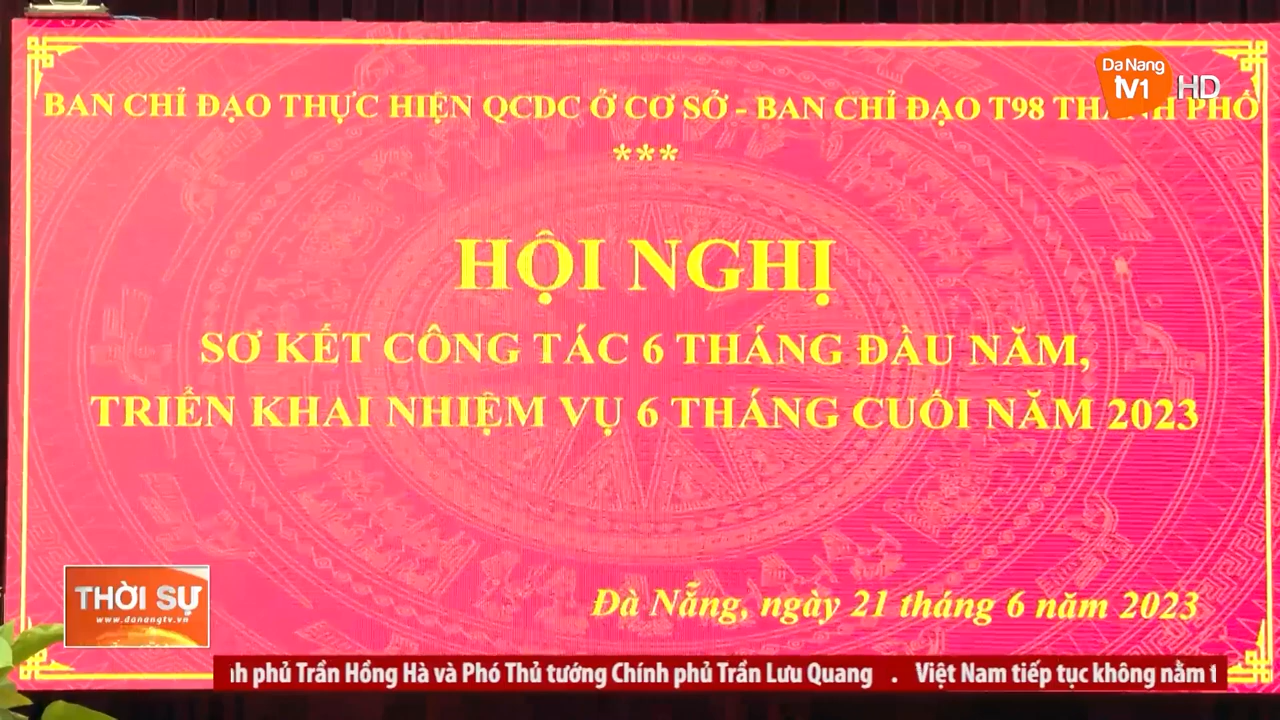 Da Nang
TV1 HD
BAN CHỈ ĐẠO THỰC HIỆN QCDC Ở CƠ SỞ - BAN CHỈ ĐẠO T98 THÀNH PHỐ
***
HỘI NGHỊ
SƠ KẾT CÔNG TÁC 6 THÁNG ĐẦU NĂM,
TRIỂN KHAI NHIỆM VỤ 6 THÁNG CUỐI NĂM 2023
Đà Nẵng, ngày 21 tháng 6 năm 2023
THỜI SỰ
www.danangtv.vn
phủ Trần Hồng Hà và Phó Thủ tướng Chính phủ Trần Lưu Quang . Việt Nam tiếp tục không nằm